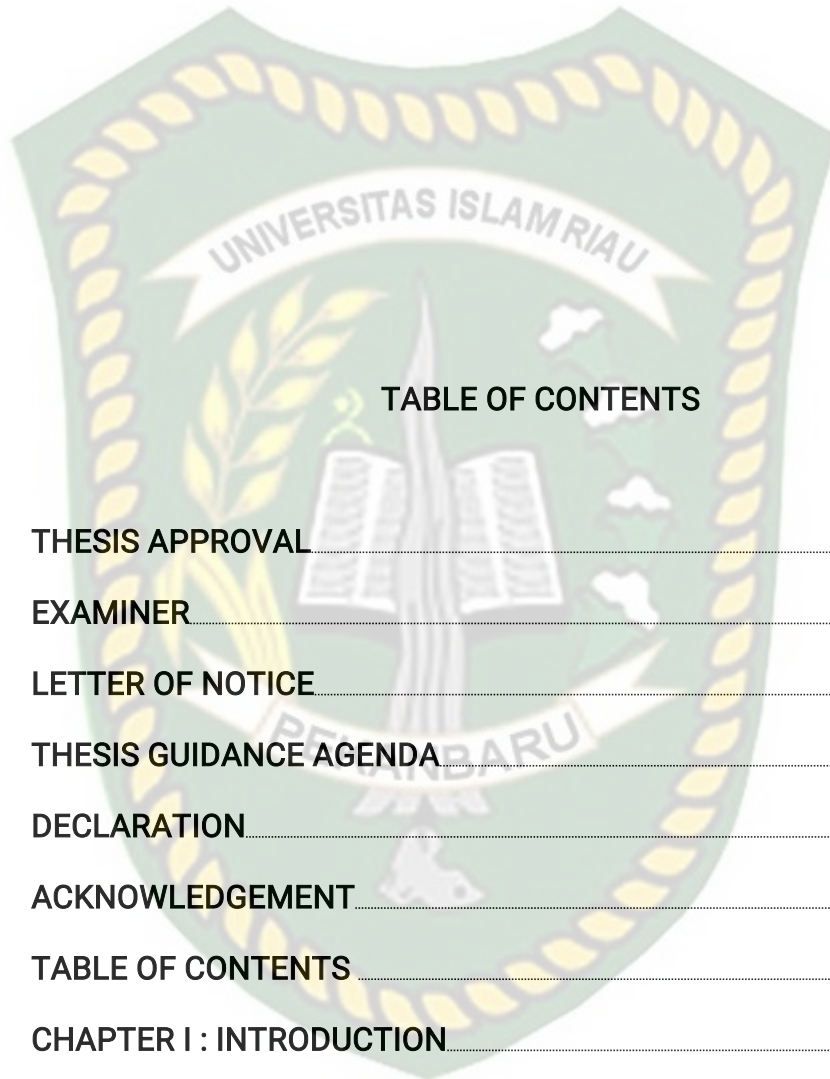 UNIVERSITAS ISLAM RIAU
TABLE OF CONTENTS
THESIS APPROVAL
EXAMINER
LETTER OF NOTICE
PEKANBARU
THESIS GUIDANCE AGENDA
DECLARATION
ACKNOWLEDGEMENT
TABLE OF CONTENTS
CHAPTER I : INTRODUCTION